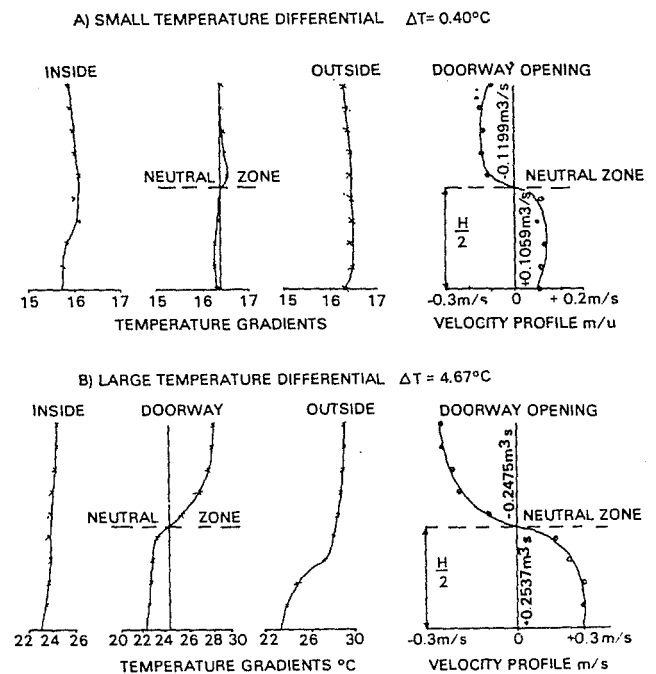 A) SMALL TEMPERATURE DIFFERENTIAL ΔT= 0.40°C
INSIDE
OUTSIDE
DOORWAY OPENING
-0.1199m3/s
NEUTRAL ZONE
NEUTRAL ZONE
H/2
+0.1059m3/s
15 16 17
15 16 17
15 16 17
-0.3m/s 0 + 0.2m/s
TEMPERATURE GRADIENTS
VELOCITY PROFILE m/u
B) LARGE TEMPERATURE DIFFERENTIAL ΔT = 4.67°C
INSIDE
DOORWAY
OUTSIDE
DOORWAY OPENING
-0.2475m³ s
NEUTRAL ZONE
NEUTRAL ZONE
H/2
+0.2537m³ s
22 24 26
20 22 24 26 28 30
22 26 30
-0.3m/s 0 +0.3 m/s
TEMPERATURE GRADIENTS °C
VELOCITY PROFILE m/s